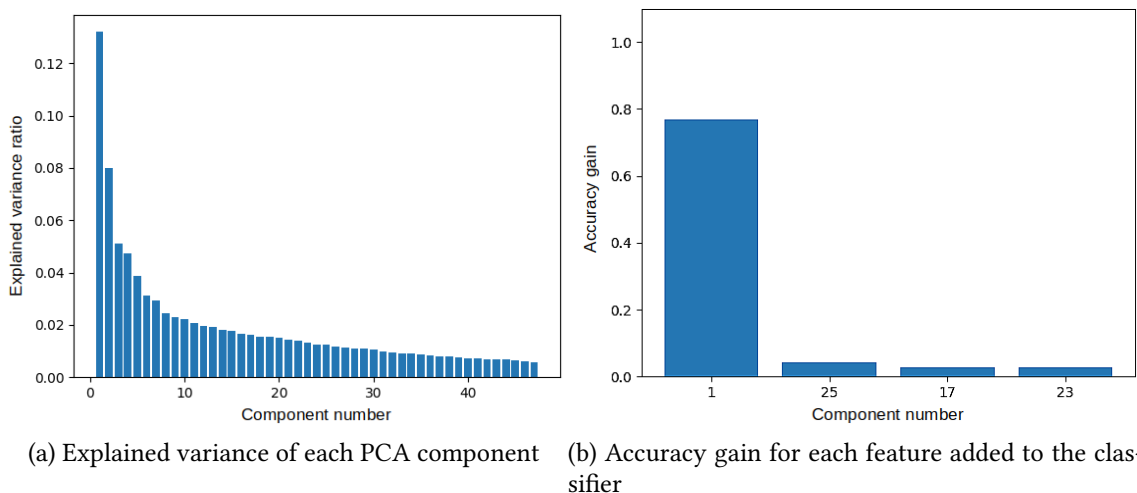 0.12
0.10
0.08
0.06
0.04
0.02
0.00
Explained variance ratio
0 10 20 30 40
Component number
(a) Explained variance of each PCA component
1.0
0.8
0.6
0.4
0.2
0.0
Accuracy gain
1 25 17 23
Component number
(b) Accuracy gain for each feature added to the clas-
sifier